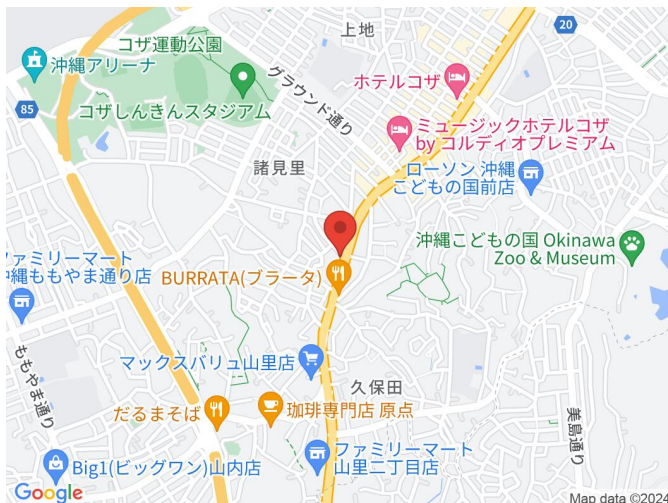 上地
20
コザ運動公園
沖縄アリーナ
ホテルコザ
グラウンド通り
85
コザしんきんスタジアム
ミュージックホテルコザ
by コルディオプレミアム
諸見里
ローソン 沖縄
こどもの国前店
沖縄こどもの国 Okinawa
Zoo & Museum
ファミリーマート
沖縄ももやま通り店
BURRATA(ブラータ)
ももやま通り
マックスバリュ山里店
久保田
だるまそば
珈琲専門店 原点
美島通り
ファミリーマート
山里二丁目店
Big1(ビッグワン)山内店
Google
Map data ©2024